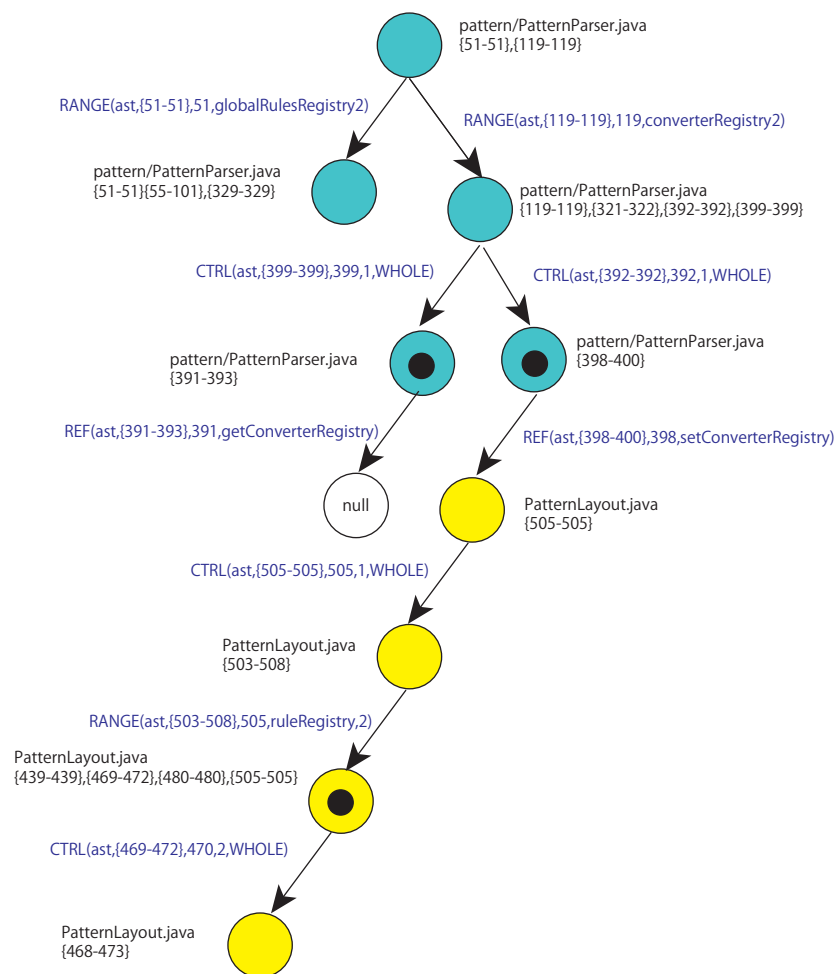 pattern/PatternParser.java
{51-51},{119-119}
RANGE(ast,{51-51},51,globalRulesRegistry2)
RANGE(ast,{119-119},119,converterRegistry2)
pattern/PatternParser.java
{51-51}{55-101},{329-329}
pattern/PatternParser.java
{119-119},{321-322},{392-392},{399-399}
CTRL(ast,{399-399},399,1,WHOLE)
CTRL(ast,{392-392},392,1,WHOLE)
pattern/PatternParser.java
{391-393}
pattern/PatternParser.java
{398-400}
REF(ast,{391-393},391,getConverterRegistry)
REF(ast,{398-400},398,setConverterRegistry)
null
PatternLayout.java
{505-505}
CTRL(ast,{505-505},505,1,WHOLE)
PatternLayout.java
{503-508}
RANGE(ast,{503-508},505,ruleRegistry,2)
PatternLayout.java
{439-439},{469-472},{480-480},{505-505}
CTRL(ast,{469-472},470,2,WHOLE)
PatternLayout.java
{468-473}